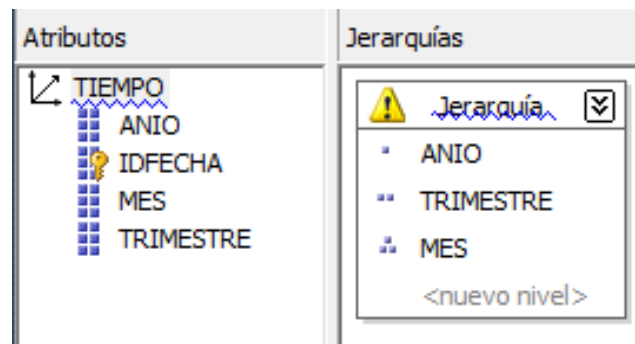 Atributos
TIEMPO
ANIO
IDFECHA
MES
TRIMESTRE
Jerarquías
Jerarquía
ANIO
TRIMESTRE
MES
<nuevo nivel>